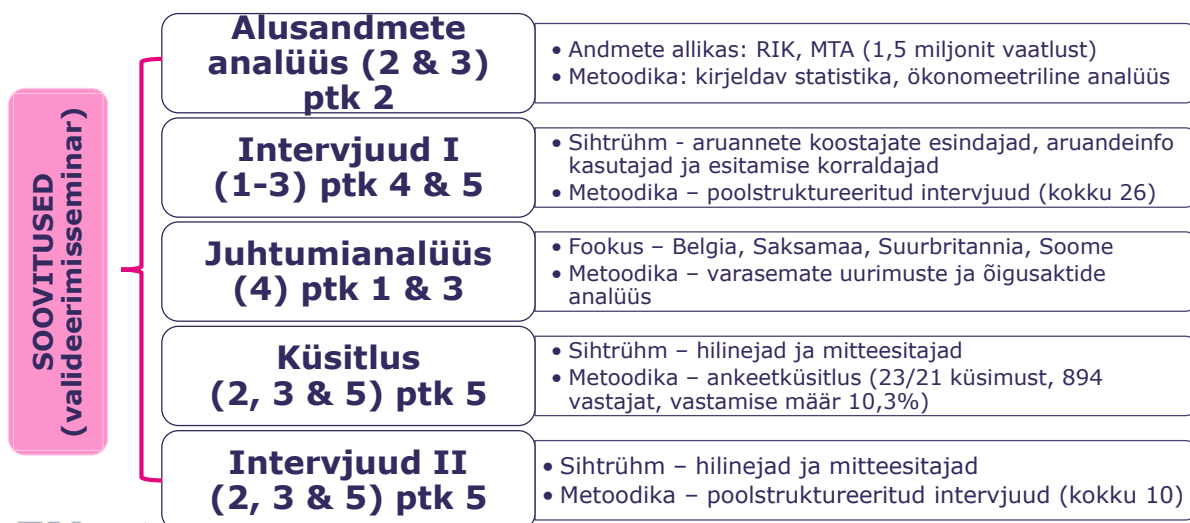 SOOVITUSED
(valideerimisseminar)
Alusandmete
analüüs (2 & 3)
ptk 2
• Andmete allikas: RIK, MTA (1,5 miljonit vaatlust)
• Metoodika: kirjeldav statistika, ökonomeetriline analüüs
Intervjuud I
(1-3) ptk 4 & 5
• Sihtrühm - aruannete koostajate esindajad, aruandeinfo
kasutajad ja esitamise korraldajad
• Metoodika – poolstruktureeritud intervjuud (kokku 26)
Juhtumianalüüs
(4) ptk 1 & 3
• Fookus – Belgia, Saksamaa, Suurbritannia, Soome
• Metoodika – varasemate uurimuste ja õigusaktide
analüüs
Küsitlus
(2, 3 & 5) ptk 5
• Sihtrühm – hilinejad ja mitteesitajad
• Metoodika – ankeetküsitlus (23/21 küsimust, 894
vastajat, vastamise määr 10,3%)
Intervjuud II
(2, 3 & 5) ptk 5
• Sihtrühm – hilinejad ja mitteesitajad
• Metoodika – poolstruktureeritud intervjuud (kokku 10)